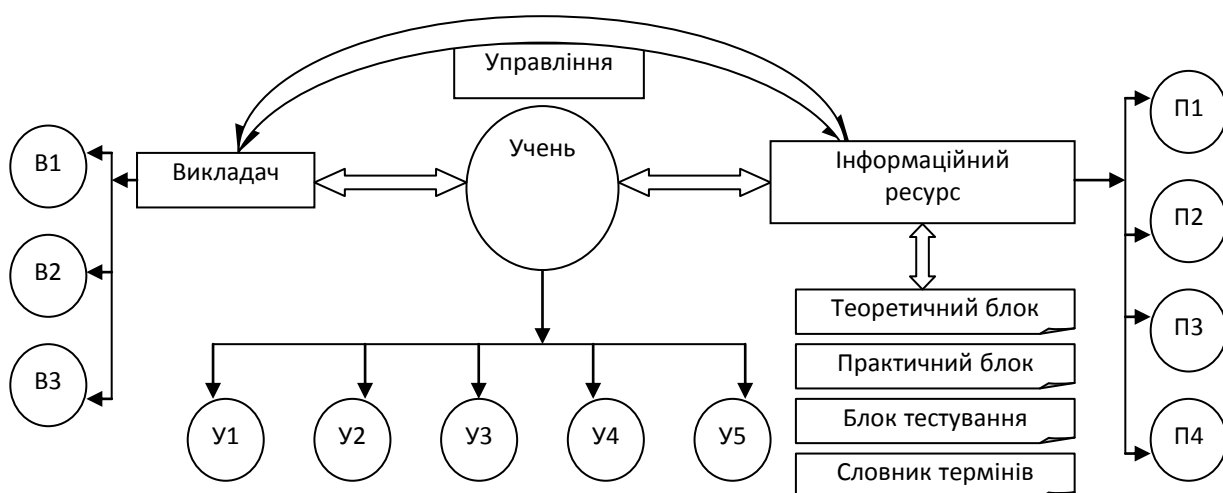 Управління
Учень
Викладач
Інформаційний
ресурс
В1
В2
В3
П1
П2
П3
П4
Теоретичний блок
Практичний блок
Блок тестування
Словник термінів
У1
У2
У3
У4
У5